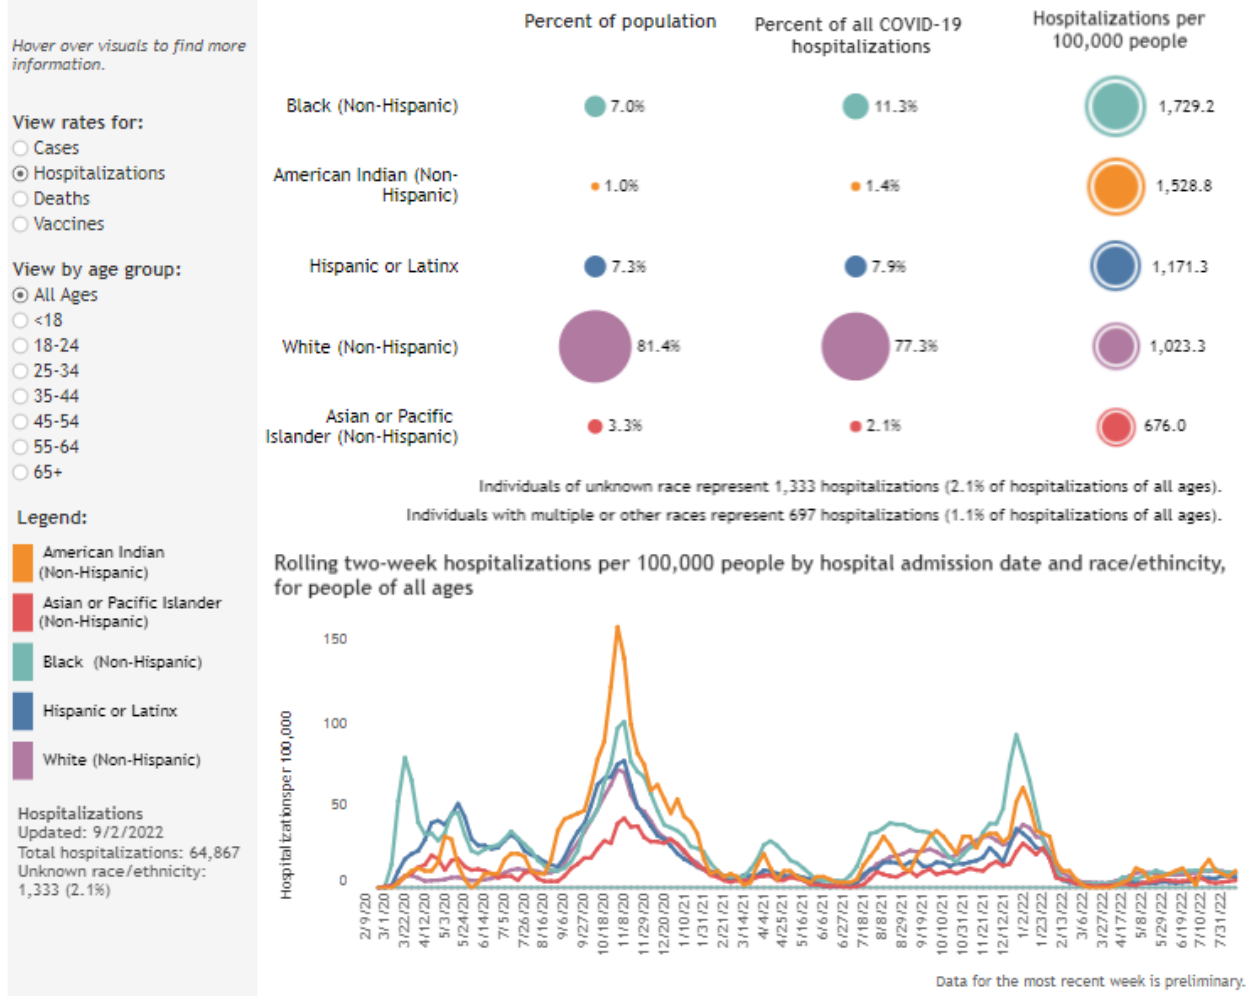 Hover over visuals to find more
information.
View rates for:
Cases
Hospitalizations
Deaths
Vaccines
View by age group:
All Ages
<18
18-24
25-34
35-44
45-54
55-64
65+
Legend:
American Indian
(Non-Hispanic)
Asian or Pacific Islander
(Non-Hispanic)
Black (Non-Hispanic)
Hispanic or Latinx
White (Non-Hispanic)
Hospitalizations
Updated: 9/2/2022
Total hospitalizations: 64,867
Unknown race/ethnicity:
1,333 (2.1%)
Percent of population
Percent of all COVID-19
hospitalizations
Hospitalizations per
100,000 people
Black (Non-Hispanic) 7.0% 11.3% 1,729.2
American Indian (Non-
Hispanic) 1.0% 1.4% 1,528.8
Hispanic or Latinx 7.3% 7.9% 1,171.3
White (Non-Hispanic) 81.4% 77.3% 1,023.3
Asian or Pacific
Islander (Non-Hispanic) 3.3% 2.1% 676.0
Individuals of unknown race represent 1,333 hospitalizations (2.1% of hospitalizations of all ages).
Individuals with multiple or other races represent 697 hospitalizations (1.1% of hospitalizations of all ages).
Rolling two-week hospitalizations per 100,000 people by hospital admission date and race/ethincity,
for people of all ages
Hospitalizationsper 100,000
150
100
50
0
2/9/20
3/1/20
3/22/20
4/12/20
5/3/20
5/24/20
6/14/20
7/5/20
7/26/20
8/16/20
9/6/20
9/27/20
10/18/20
11/8/20
11/29/20
12/20/20
1/10/21
1/31/21
2/21/21
3/14/21
4/4/21
4/25/21
5/16/21
6/6/21
6/27/21
7/18/21
8/8/21
8/29/21
9/19/21
10/10/21
10/31/21
11/21/21
12/12/21
1/2/22
1/23/22
2/13/22
3/6/22
3/27/22
4/17/22
5/8/22
5/29/22
6/19/22
7/10/22
7/31/22
Data for the most recent week is preliminary.